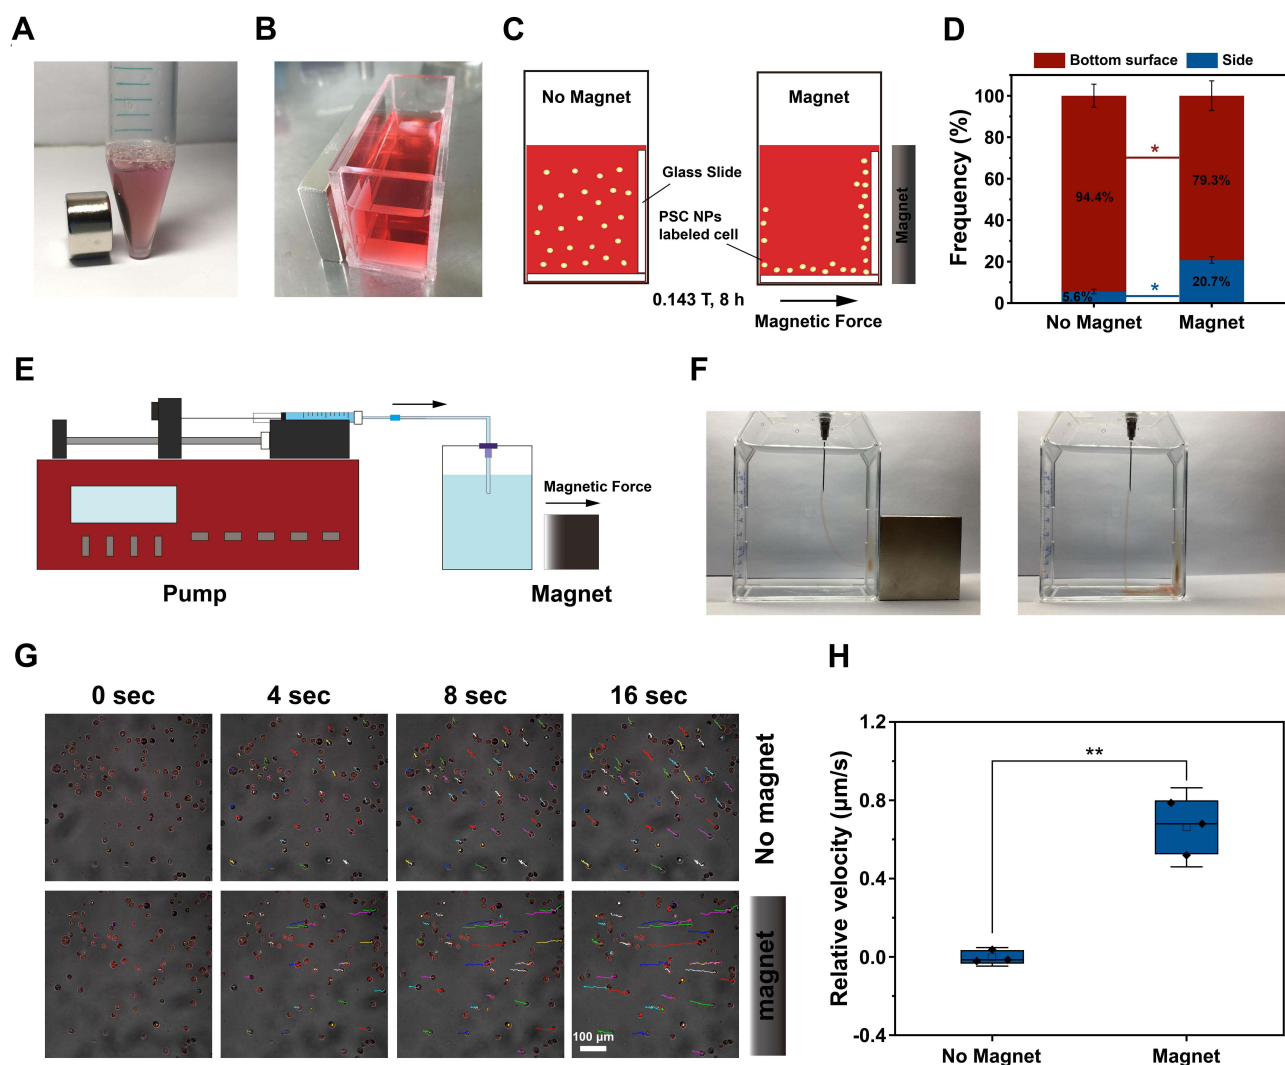 A
B
C
No Magnet
Magnet
Glass Slide
PSC NPs
labeled cell
Magnet
0.143 T, 8 h
Magnetic Force
D
Bottom surface
Side
Frequency (%)
100
80
60
40
20
0
94.4%
5.6%
*
*
79.3%
20.7%
No Magnet
Magnet
E
Magnetic Force
Pump
Magnet
F
G
0 sec
4 sec
8 sec
16 sec
No magnet
magnet
100 μm
H
Relative velocity (μm/s)
1.2
0.8
0.4
0.0
-0.4
**
No Magnet
Magnet